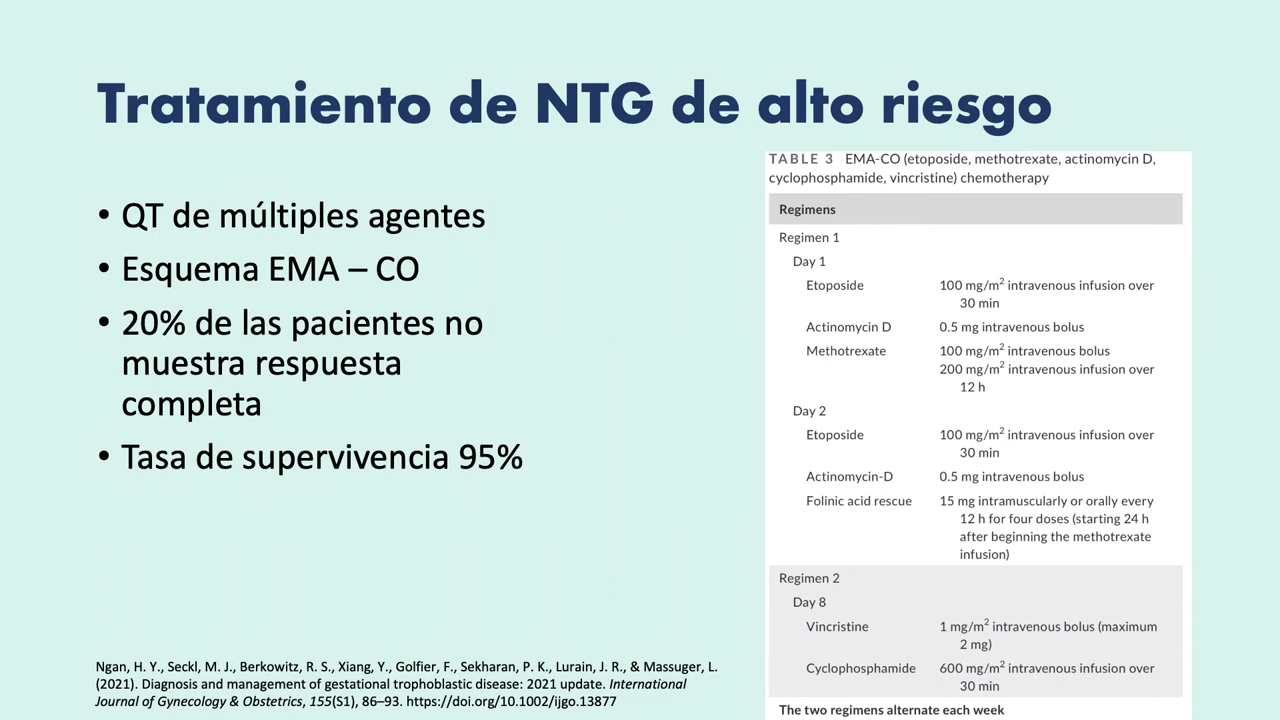 Tratamiento de NTG de alto riesgo
• QT de múltiples agentes
• Esquema EMA – CO
• 20% de las pacientes no
muestra respuesta
completa
• Tasa de supervivencia 95%
Ngan, H. Y., Seckl, M. J., Berkowitz, R. S., Xiang, Y., Golfier, F., Sekharan, P. K., Lurain, J. R., & Massuger, L.
(2021). Diagnosis and management of gestational trophoblastic disease: 2021 update. International
Journal of Gynecology & Obstetrics, 155(S1), 86–93. https://doi.org/10.1002/ijgo.13877
TABLE 3 EMA-CO (etoposide, methotrexate, actinomycin D,
cyclophosphamide, vincristine) chemotherapy
Regimens
Regimen 1
Day 1
Etoposide 100 mg/m² intravenous infusion over
30 min
Actinomycin D 0.5 mg intravenous bolus
Methotrexate 100 mg/m² intravenous bolus
200 mg/m² intravenous infusion over
12 h
Day 2
Etoposide 100 mg/m² intravenous infusion over
30 min
Actinomycin-D 0.5 mg intravenous bolus
Folinic acid rescue 15 mg intramuscularly or orally every
12 h for four doses (starting 24 h
after beginning the methotrexate
infusion)
Regimen 2
Day 8
Vincristine 1 mg/m² intravenous bolus (maximum
2 mg)
Cyclophosphamide 600 mg/m² intravenous infusion over
30 min
The two regimens alternate each week